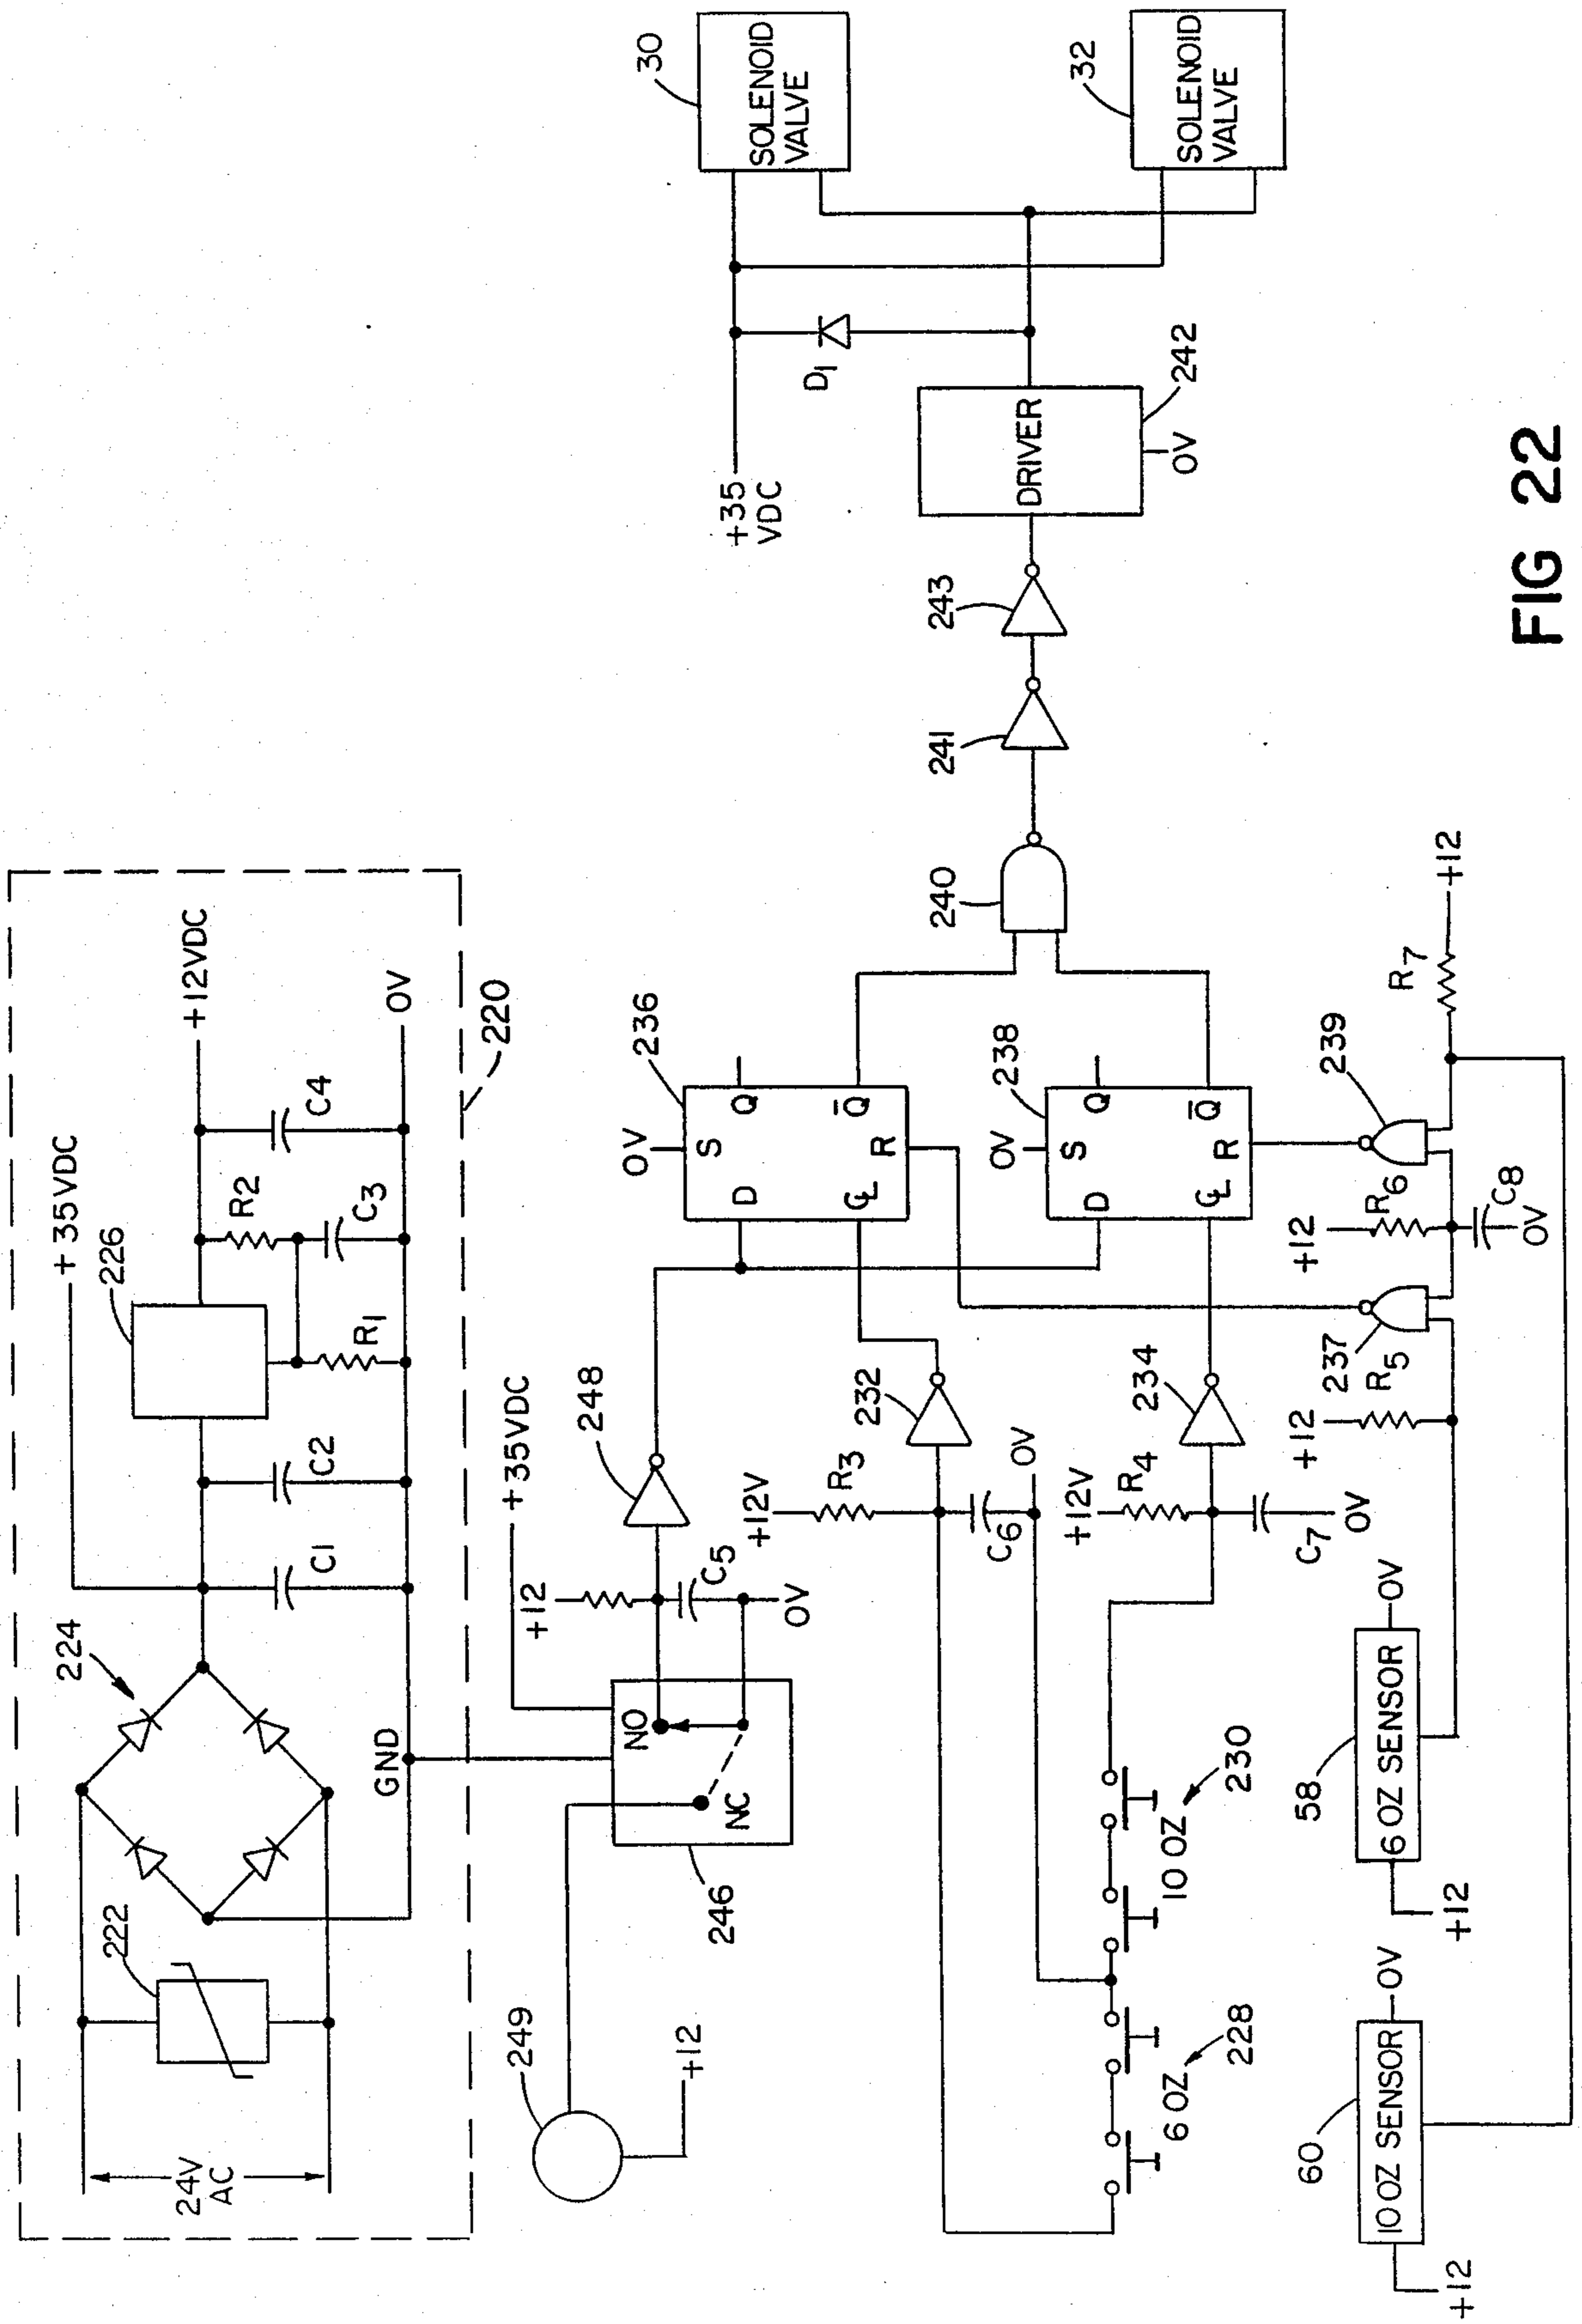 24V
AC
222
224
GND
+35VDC
226
C1
C2
R1
R2
C3
C4
+12VDC
0V
220
249
+12
246
NO
NC
+35VDC
+12
C5
0V
248
+12V
R3
C6
0V
232
+12V
R4
C7
0V
234
6 OZ
228
10 OZ
230
236
0V
S
D
Q
Q̅
CL
R
238
0V
S
D
Q
Q̅
CL
R
60
10 OZ SENSOR
0V
+12
58
6 OZ SENSOR
0V
+12
+12
R5
237
+12
R6
C8
0V
239
R7
+12
240
241
243
DRIVER
242
0V
+35
VDC
D1
30
SOLENOID
VALVE
32
SOLENOID
VALVE
FIG 22